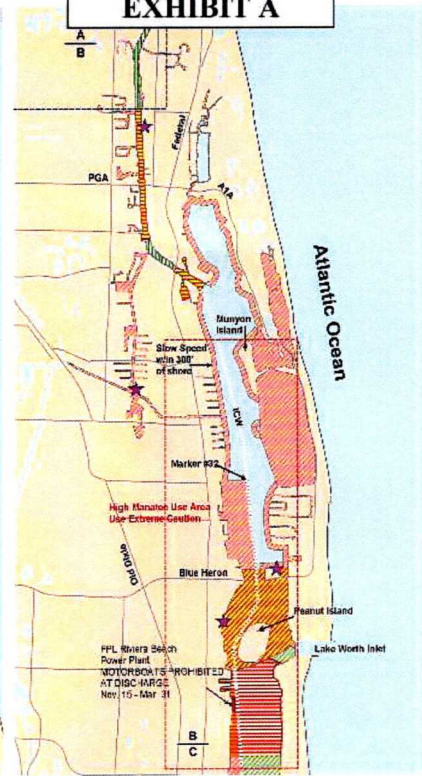 EXHIBIT A
A
B
Federal
PGA
A1A
Atlantic Ocean
Munyon
Island
Slow Speed
w/in 300'
of shore
ICW
Marker #32
High Manatee Use Area
Use Extreme Caution
Old Dixie
Blue Heron
Peanut Island
Lake Worth Inlet
FPL Riviera Beach
Power Plant
MOTORBOATS PROHIBITED
AT DISCHARGE
Nov. 15 - Mar. 31
B
C